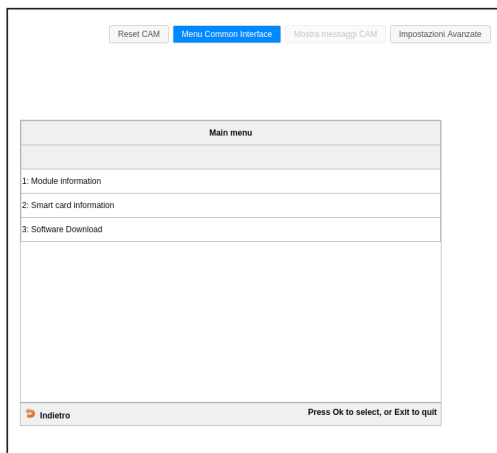 Reset CAM Menu Common Interface Mostra messaggi CAM Impostazioni Avanzate
Main menu
1: Module information
2: Smart card information
3: Software Download
Indietro Press Ok to select, or Exit to quit